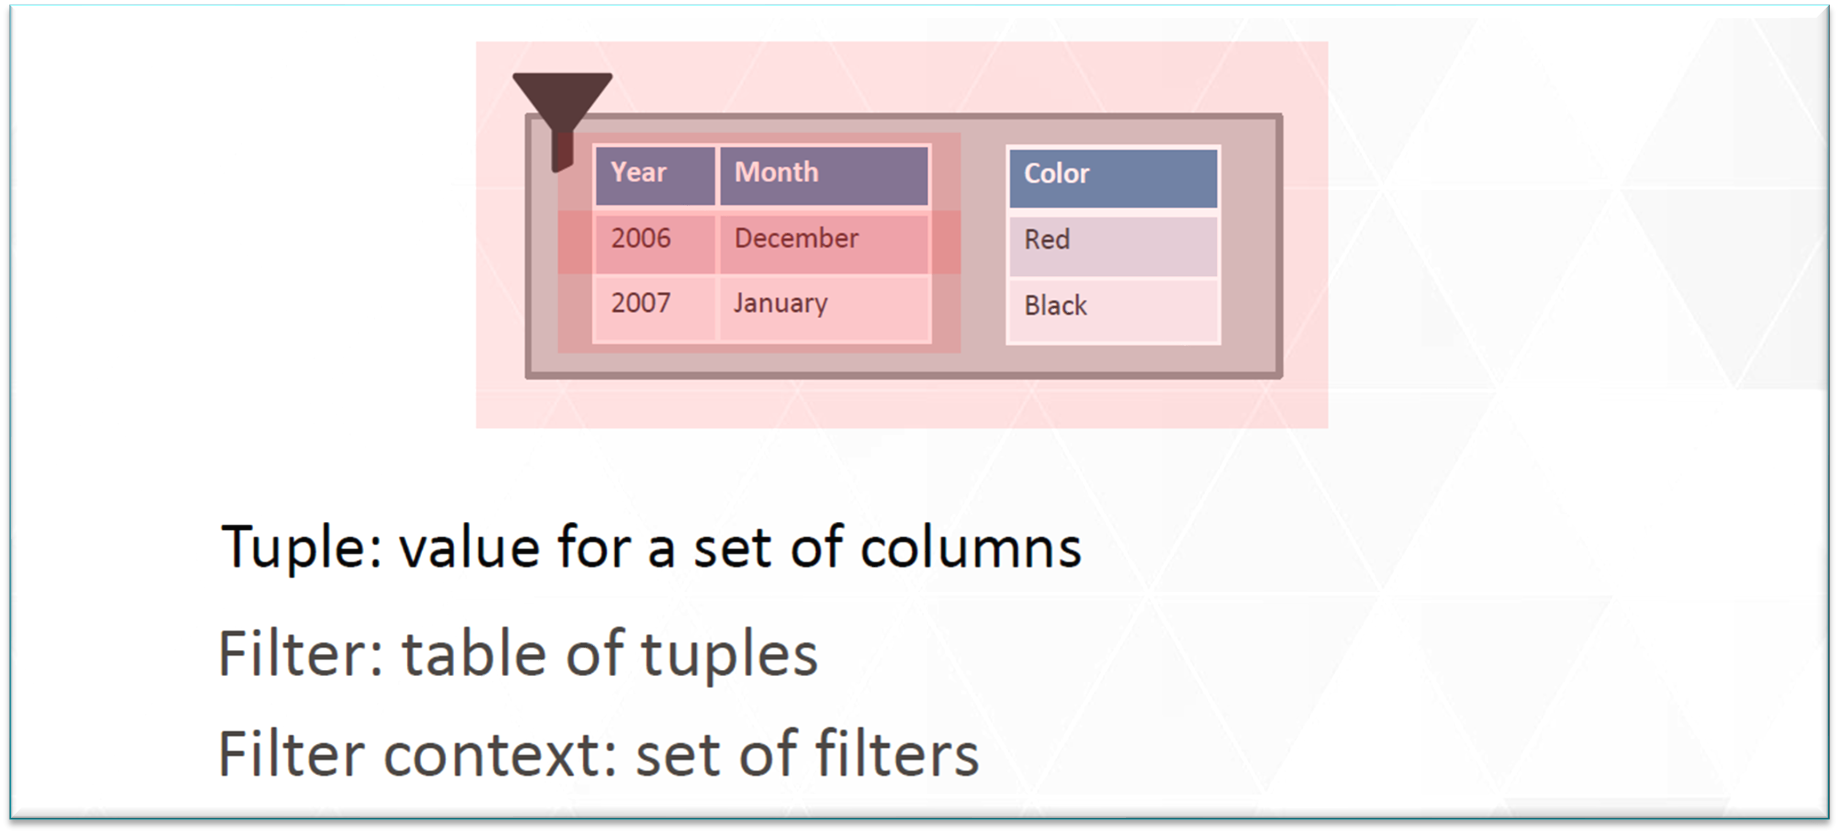 Year Month
2006 December
2007 January
Color
Red
Black
Tuple: value for a set of columns
Filter: table of tuples
Filter context: set of filters